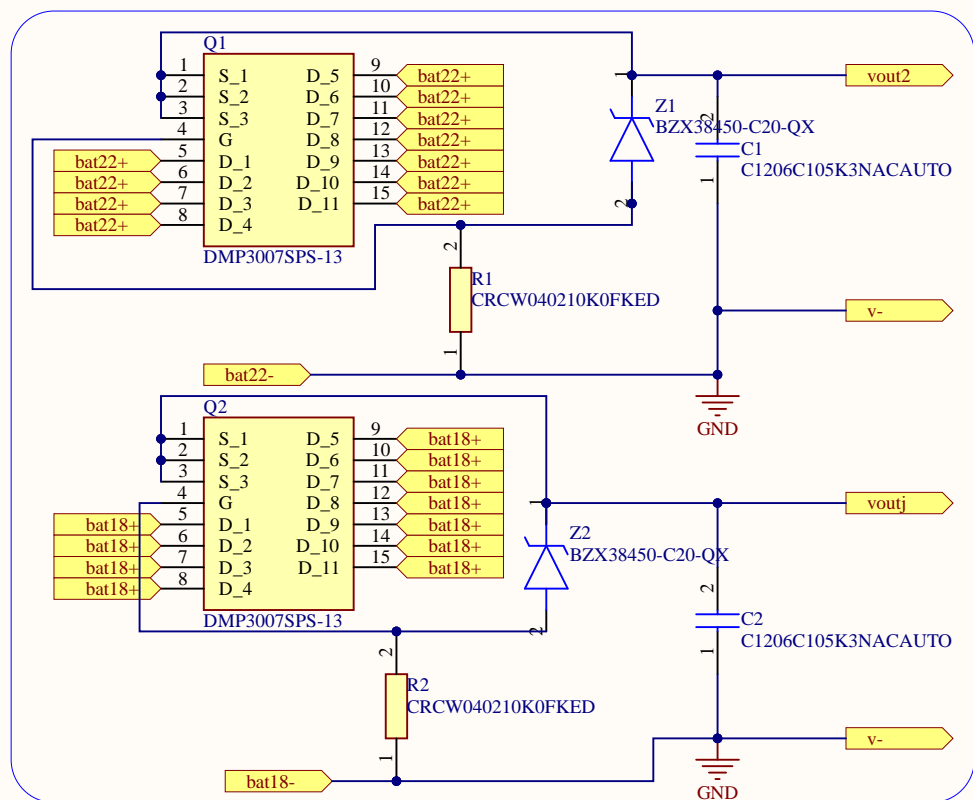 Q1
1 S_1 D_5 9 bat22+
2 S_2 D_6 10 bat22+
3 S_3 D_7 11 bat22+
4 G D_8 12 bat22+
bat22+ 5 D_1 D_9 13 bat22+
bat22+ 6 D_2 D_10 14 bat22+
bat22+ 7 D_3 D_11 15 bat22+
bat22+ 8 D_4
DMP3007SPS-13
1
Z1
BZX38450-C20-QX
2
2
C1
C1206C105K3NACAUTO
1
vout2
2
R1
CRCW040210K0FKED
1
v-
bat22-
GND
Q2
1 S_1 D_5 9 bat18+
2 S_2 D_6 10 bat18+
3 S_3 D_7 11 bat18+
4 G D_8 12 bat18+
bat18+ 5 D_1 D_9 13 bat18+
bat18+ 6 D_2 D_10 14 bat18+
bat18+ 7 D_3 D_11 15 bat18+
bat18+ 8 D_4
DMP3007SPS-13
1
Z2
BZX38450-C20-QX
2
voutj
2
C2
C1206C105K3NACAUTO
1
2
R2
CRCW040210K0FKED
1
v-
bat18-
GND